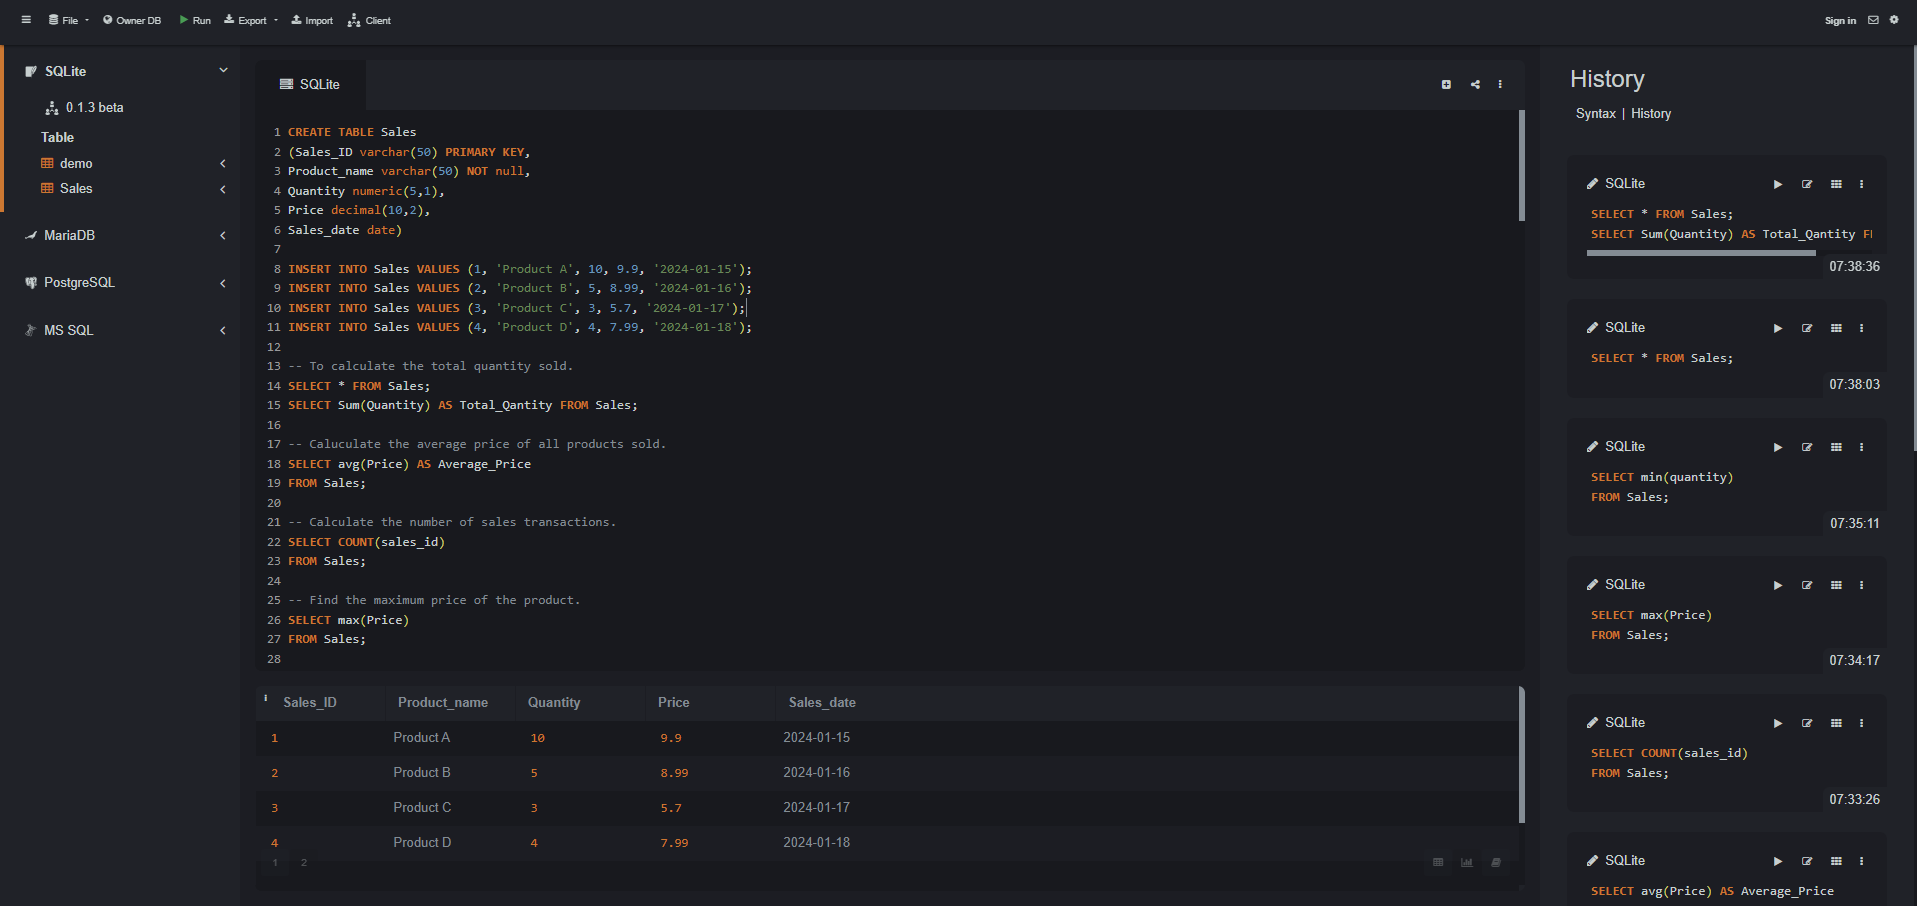 File Owner DB Run Export Import Client Sign in
SQLite
0.1.3 beta
Table
demo
Sales
MariaDB
PostgreSQL
MS SQL
SQLite
1 CREATE TABLE Sales
2 (Sales_ID varchar(50) PRIMARY KEY,
3 Product_name varchar(50) NOT null,
4 Quantity numeric(5,1),
5 Price decimal(10,2),
6 Sales_date date)
7
8 INSERT INTO Sales VALUES (1, 'Product A', 10, 9.9, '2024-01-15');
9 INSERT INTO Sales VALUES (2, 'Product B', 5, 8.99, '2024-01-16');
10 INSERT INTO Sales VALUES (3, 'Product C', 3, 5.7, '2024-01-17');
11 INSERT INTO Sales VALUES (4, 'Product D', 4, 7.99, '2024-01-18');
12
13 -- To calculate the total quantity sold.
14 SELECT * FROM Sales;
15 SELECT Sum(Quantity) AS Total_Qantity FROM Sales;
16
17 -- Caluculate the average price of all products sold.
18 SELECT avg(Price) AS Average_Price
19 FROM Sales;
20
21 -- Calculate the number of sales transactions.
22 SELECT COUNT(sales_id)
23 FROM Sales;
24
25 -- Find the maximum price of the product.
26 SELECT max(Price)
27 FROM Sales;
28
Sales_ID Product_name Quantity Price Sales_date
1 Product A 10 9.9 2024-01-15
2 Product B 5 8.99 2024-01-16
3 Product C 3 5.7 2024-01-17
4 Product D 4 7.99 2024-01-18
1 2
History
Syntax | History
SQLite
SELECT * FROM Sales;
SELECT Sum(Quantity) AS Total_Qantity F
07:38:36
SQLite
SELECT * FROM Sales;
07:38:03
SQLite
SELECT min(quantity)
FROM Sales;
07:35:11
SQLite
SELECT max(Price)
FROM Sales;
07:34:17
SQLite
SELECT COUNT(sales_id)
FROM Sales;
07:33:26
SQLite
SELECT avg(Price) AS Average_Price